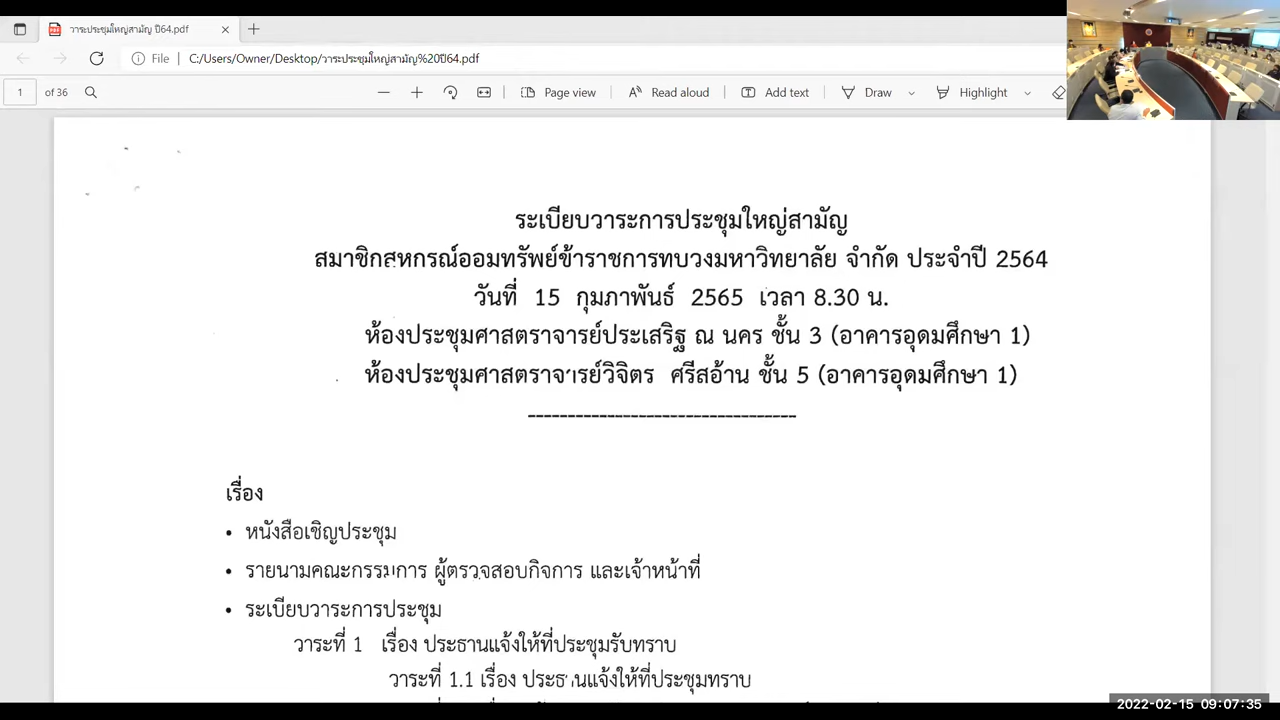 วาระประชุมใหญ่สามัญ ปี64.pdf
File C:/Users/Owner/Desktop/วาระประชุมใหญ่สามัญ%20ปี64.pdf
1 of 36 Page view Read aloud Add text Draw Highlight
ระเบียบวาระการประชุมใหญ่สามัญ
สมาชิกสหกรณ์ออมทรัพย์ข้าราชการทบวงมหาวิทยาลัย จำกัด ประจำปี 2564
วันที่ 15 กุมภาพันธ์ 2565 เวลา 8.30 น.
ห้องประชุมศาสตราจารย์ประเสริฐ ณ นคร ชั้น 3 (อาคารอุดมศึกษา 1)
ห้องประชุมศาสตราจารย์วิจิตร ศรีสอ้าน ชั้น 5 (อาคารอุดมศึกษา 1)
--------------------------------
เรื่อง
• หนังสือเชิญประชุม
• รายนามคณะกรรมการ ผู้ตรวจสอบกิจการ และเจ้าหน้าที่
• ระเบียบวาระการประชุม
วาระที่ 1 เรื่อง ประธานแจ้งให้ที่ประชุมรับทราบ
วาระที่ 1.1 เรื่อง ประธานแจ้งให้ที่ประชุมทราบ
2022-02-15 09:07:35